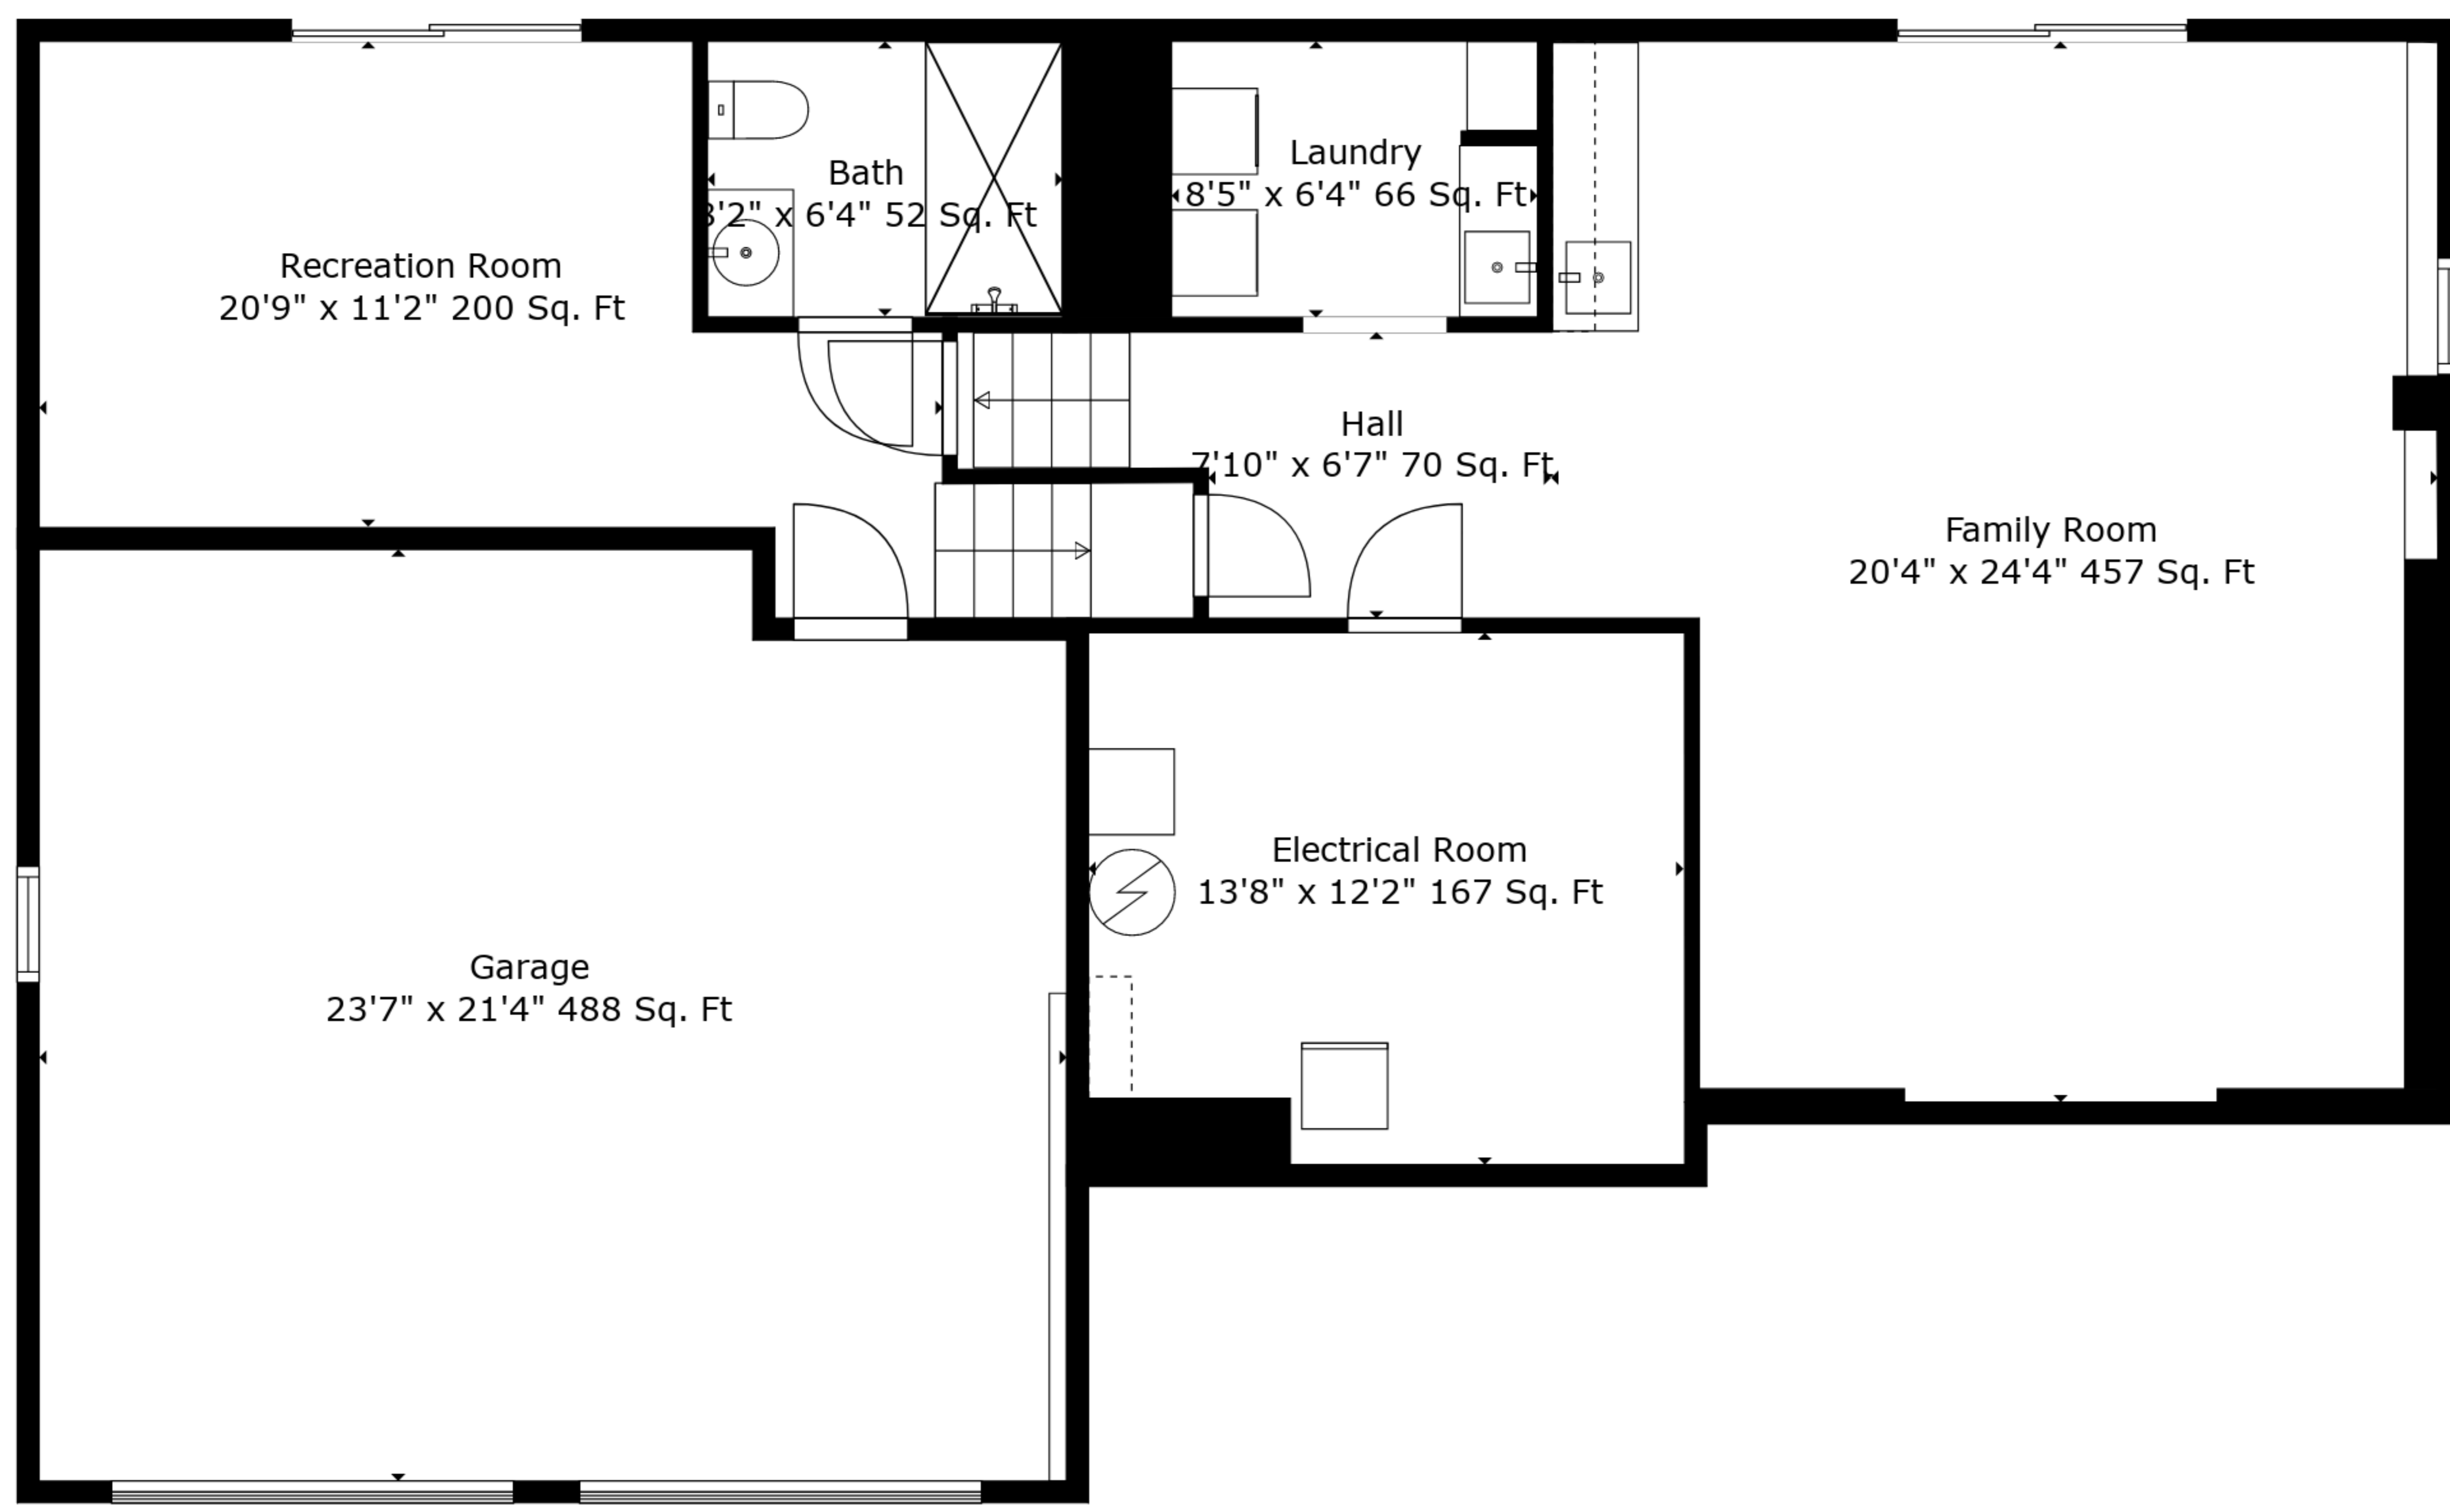 Bath
8'2" x 6'4" 52 Sq. Ft
Laundry
8'5" x 6'4" 66 Sq. Ft
Recreation Room
20'9" x 11'2" 200 Sq. Ft
Hall
7'10" x 6'7" 70 Sq. Ft
Family Room
20'4" x 24'4" 457 Sq. Ft
Electrical Room
13'8" x 12'2" 167 Sq. Ft
Garage
23'7" x 21'4" 488 Sq. Ft